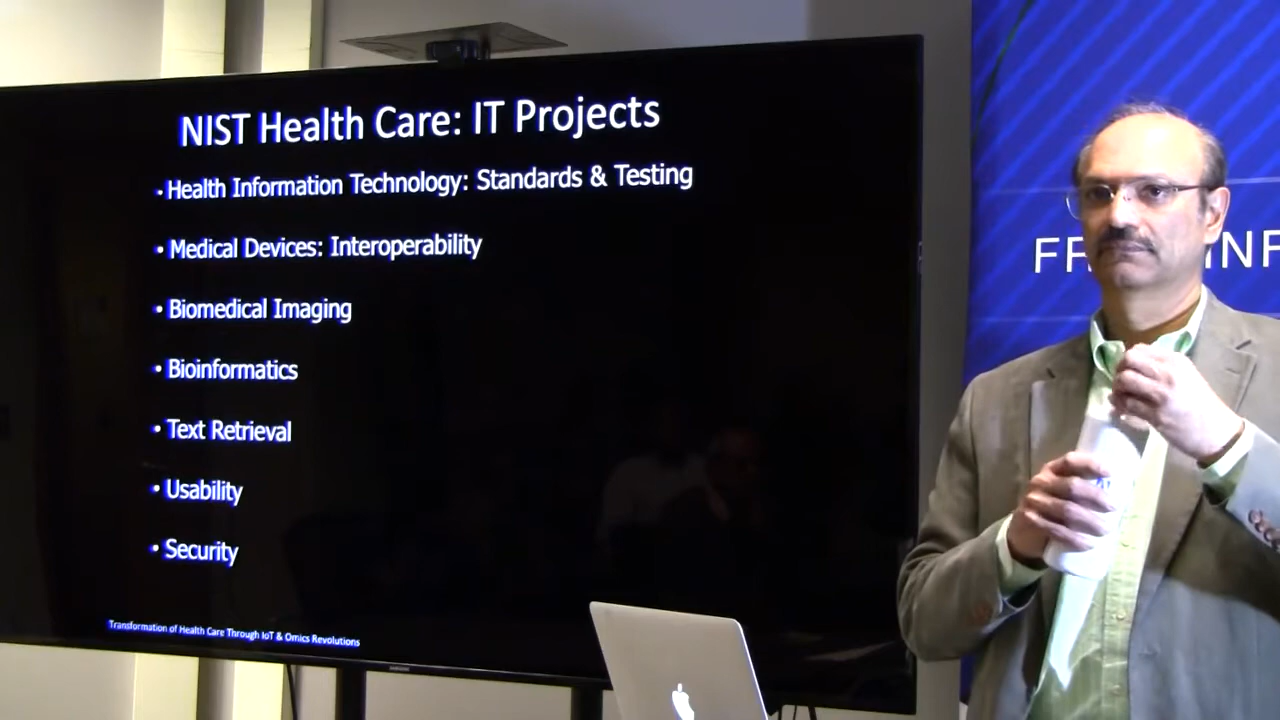 NIST Health Care: IT Projects
• Health Information Technology: Standards & Testing
• Medical Devices: Interoperability
• Biomedical Imaging
• Bioinformatics
• Text Retrieval
• Usability
• Security
Transformation of Health Care Through IoT & Omics Revolutions
SAMSUNG